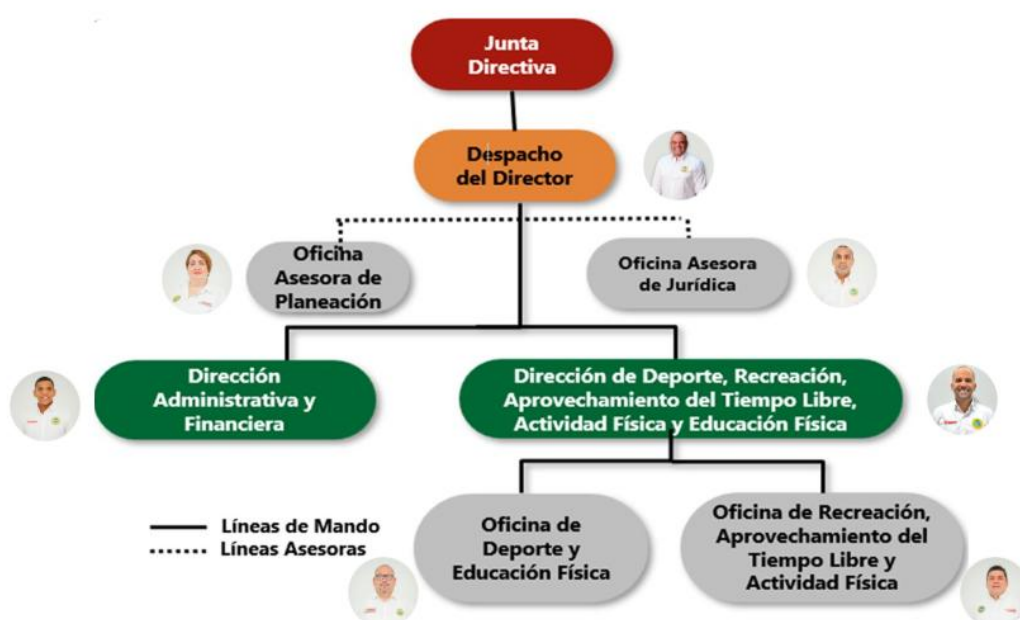 Junta
Directiva
Despacho
del Director
Oficina
Asesora de
Planeación
Oficina Asesora
de Jurídica
Dirección
Administrativa y
Financiera
Dirección de Deporte, Recreación,
Aprovechamiento del Tiempo Libre,
Actividad Física y Educación Física
Líneas de Mando
Líneas Asesoras
Oficina de
Deporte y
Educación Física
Oficina de Recreación,
Aprovechamiento del
Tiempo Libre y
Actividad Física